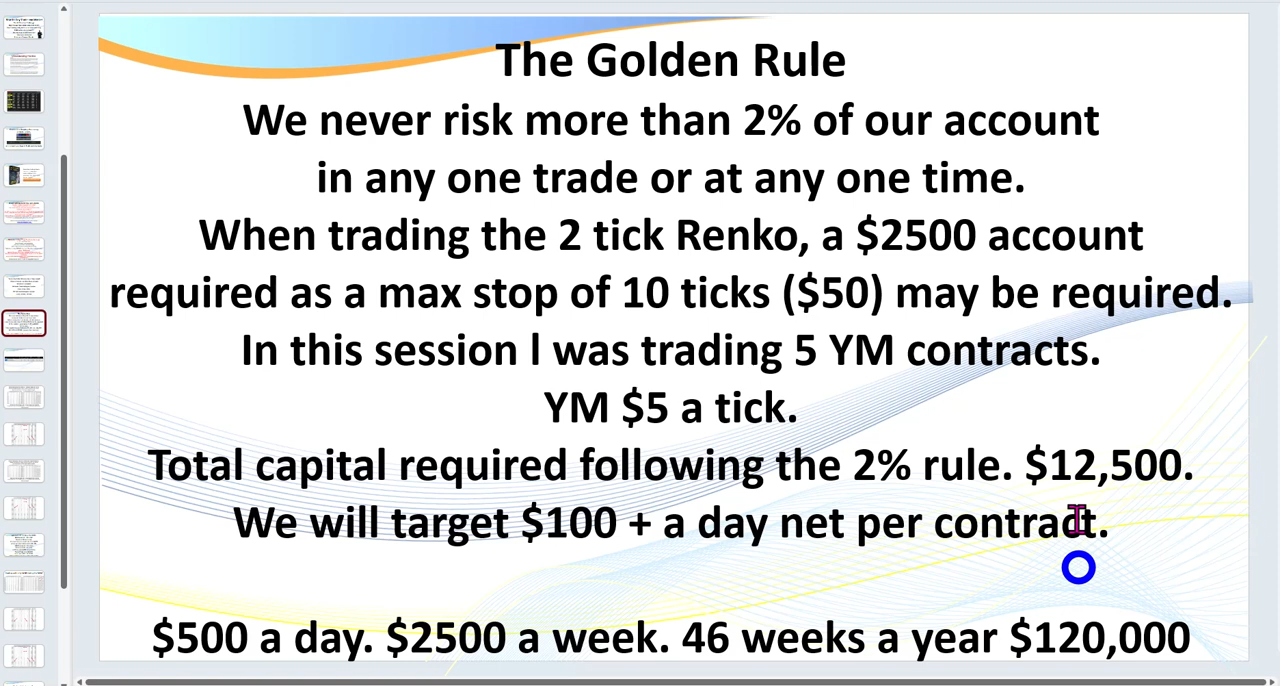 The Golden Rule
We never risk more than 2% of our account
in any one trade or at any one time.
When trading the 2 tick Renko, a $2500 account
required as a max stop of 10 ticks ($50) may be required.
In this session l was trading 5 YM contracts.
YM $5 a tick.
Total capital required following the 2% rule. $12,500.
We will target $100 + a day net per contract.
$500 a day. $2500 a week. 46 weeks a year $120,000